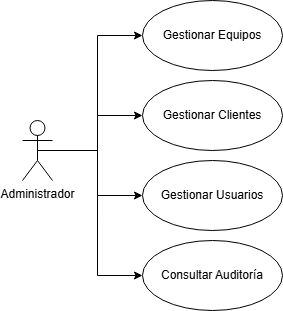 Gestionar Equipos
Gestionar Clientes
Administrador
Gestionar Usuarios
Consultar Auditoría